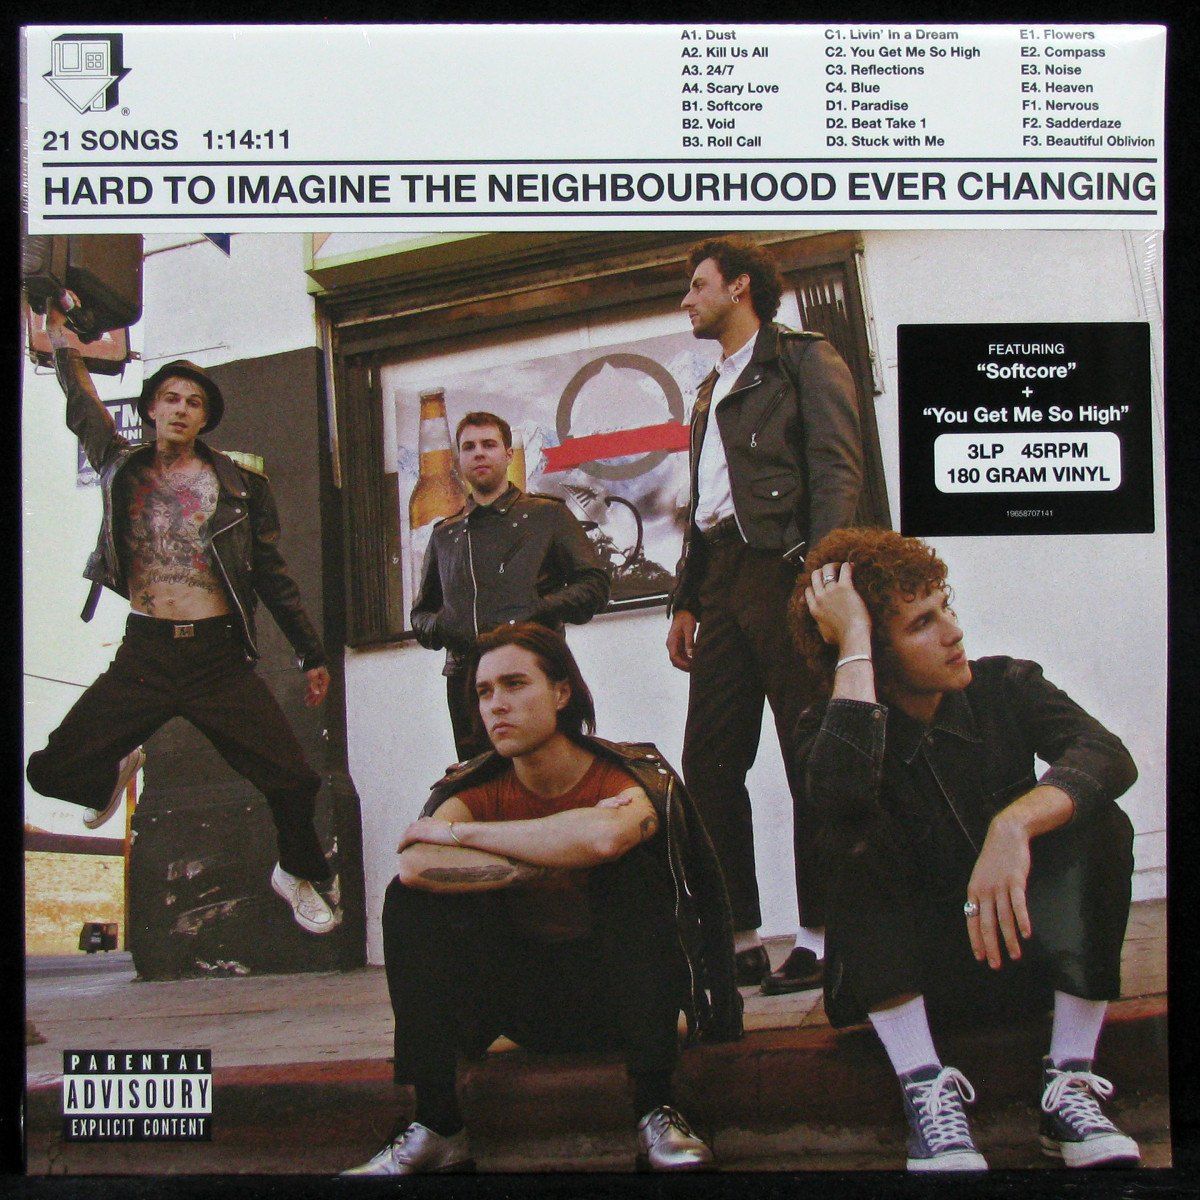 ®
21 SONGS 1:14:11
A1. Dust
A2. Kill Us All
A3. 24/7
A4. Scary Love
B1. Softcore
B2. Void
B3. Roll Call
C1. Livin' In a Dream
C2. You Get Me So High
C3. Reflections
C4. Blue
D1. Paradise
D2. Beat Take 1
D3. Stuck with Me
E1. Flowers
E2. Compass
E3. Noise
E4. Heaven
F1. Nervous
F2. Sadderdaze
F3. Beautiful Oblivion
HARD TO IMAGINE THE NEIGHBOURHOOD EVER CHANGING
FEATURING
“Softcore”
+
“You Get Me So High”
3LP 45RPM
180 GRAM VINYL
19658707141
PARENTAL
ADVISOURY
EXPLICIT CONTENT